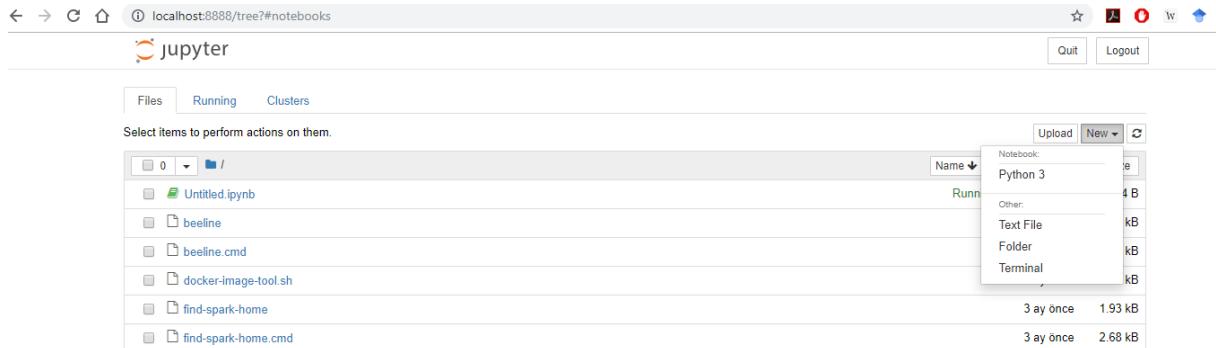 localhost:8888/tree?#notebooks
jupyter
Quit Logout
Files Running Clusters
Select items to perform actions on them.
Upload New
0 /
Name
Notebook:
Python 3
Other:
Text File
Folder
Terminal
Untitled.ipynb
beeline kB
beeline.cmd kB
docker-image-tool.sh kB
find-spark-home 3 ay önce 1.93 kB
find-spark-home.cmd 3 ay önce 2.68 kB